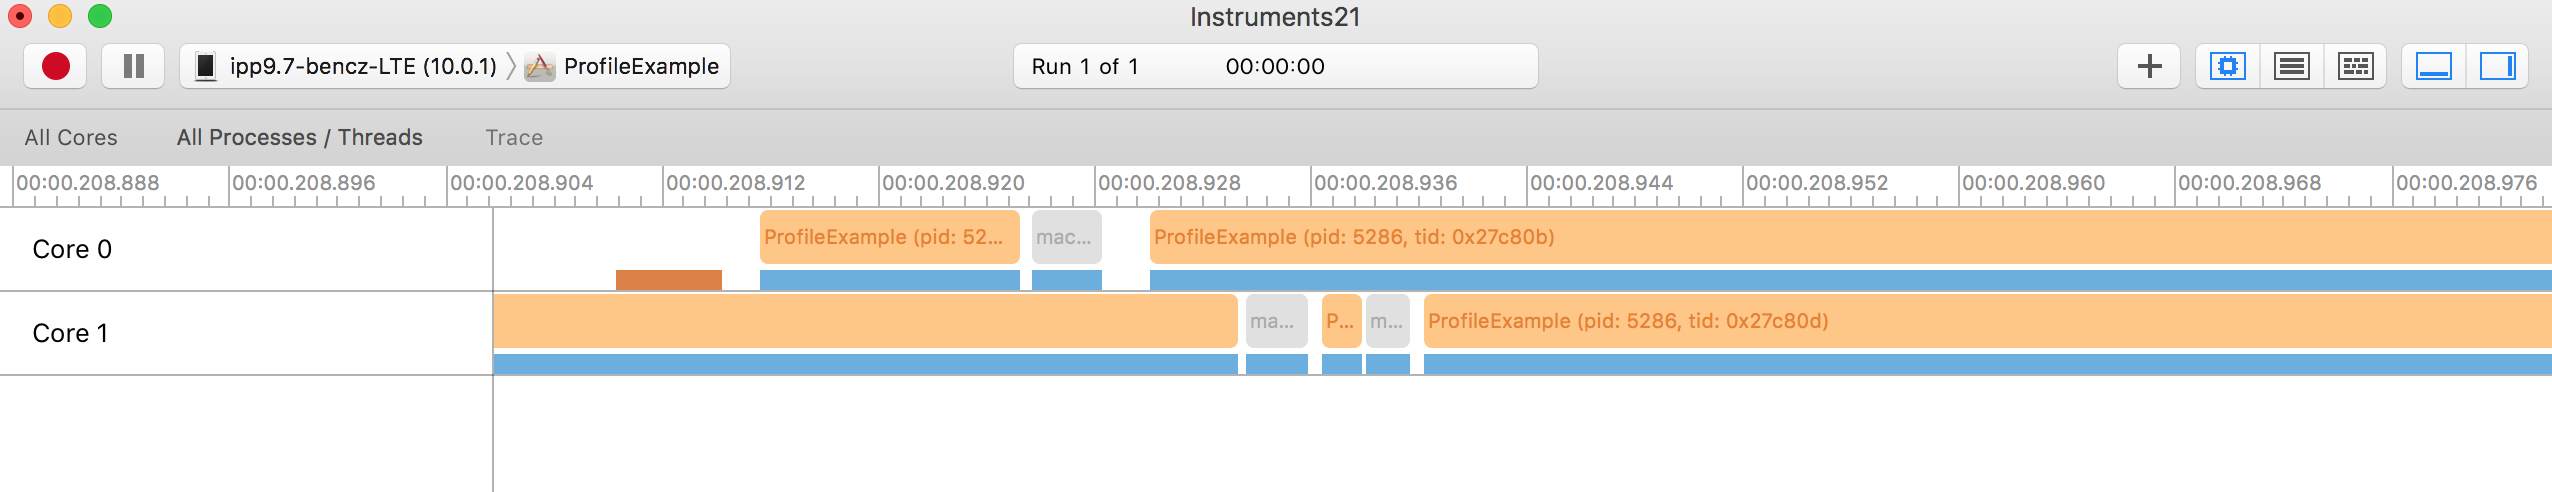 Instruments21
ipp9.7-bencz-LTE (10.0.1) ProfileExample Run 1 of 1 00:00:00
All Cores All Processes / Threads Trace
00:00.208.888 00:00.208.896 00:00.208.904 00:00.208.912 00:00.208.920 00:00.208.928 00:00.208.936 00:00.208.944 00:00.208.952 00:00.208.960 00:00.208.968 00:00.208.976
Core 0 ProfileExample (pid: 52... mac... ProfileExample (pid: 5286, tid: 0x27c80b)
Core 1 ma... P... m... ProfileExample (pid: 5286, tid: 0x27c80d)